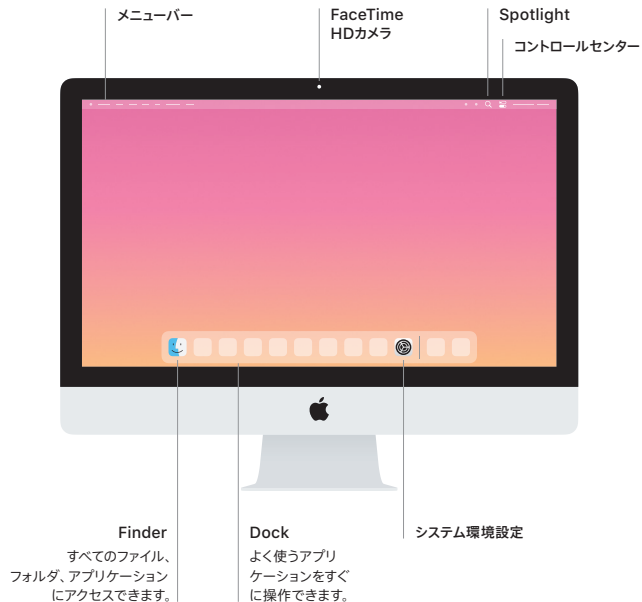 メニューバー
FaceTime
HDカメラ
Spotlight
コントロールセンター
Finder
すべてのファイル、
フォルダ、アプリケーション
にアクセスできます。
Dock
よく使うアプリ
ケーションをすぐ
に操作できます。
システム環境設定